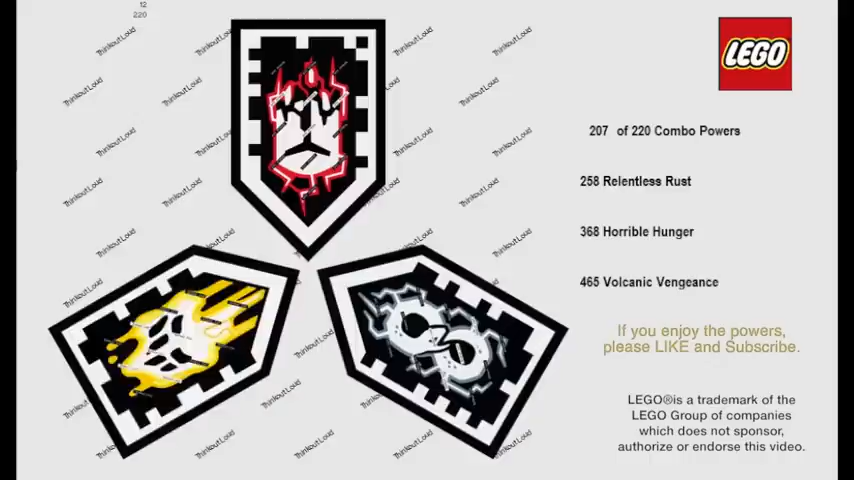 12
220
LEGO
207 of 220 Combo Powers
258 Relentless Rust
368 Horrible Hunger
465 Volcanic Vengeance
If you enjoy the powers,
please LIKE and Subscribe.
LEGO®is a trademark of the
LEGO Group of companies
which does not sponsor,
authorize or endorse this video.
ThinkoutLoud